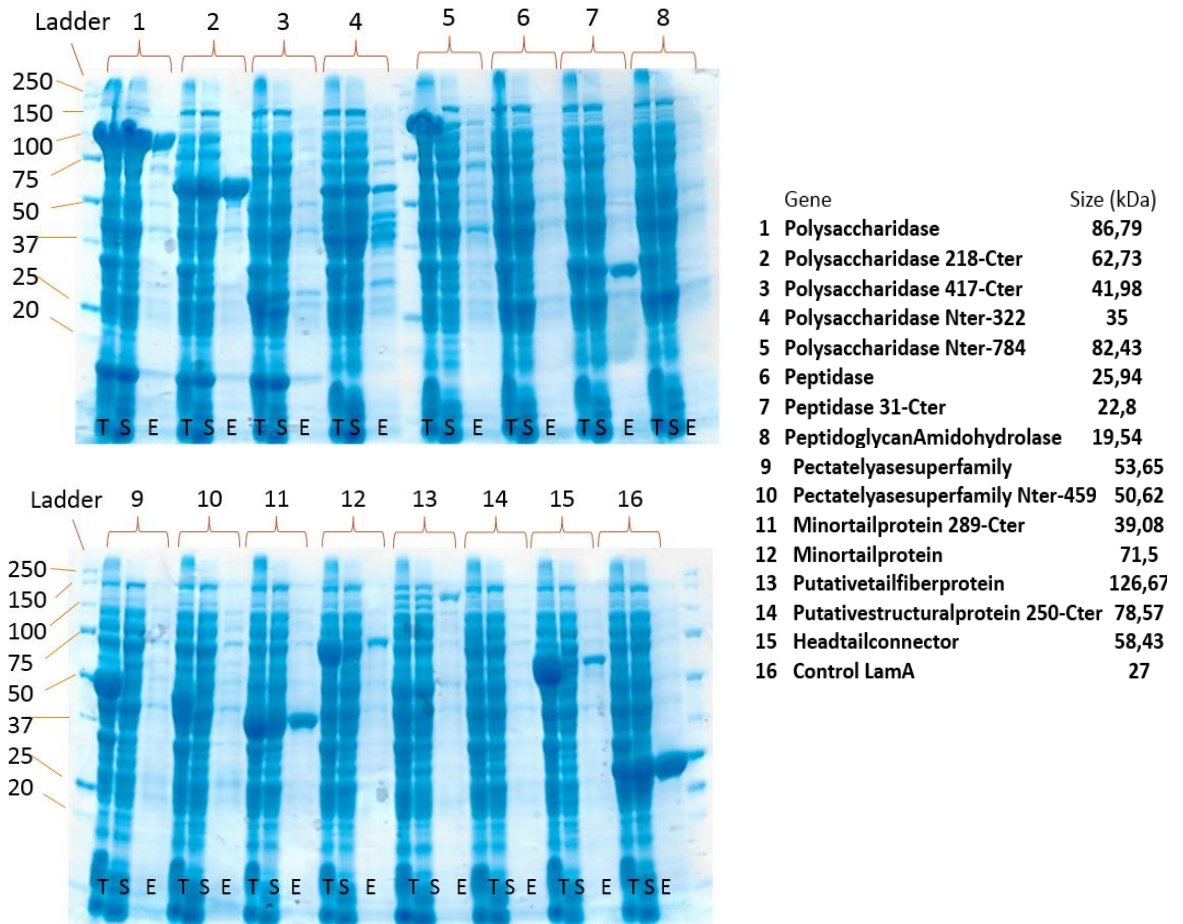 Ladder 1 2 3 4 5 6 7 8
250
150
100
75
50
37
25
20
T S E T S E T S E T S E T S E T S E T S E T S E
Ladder 9 10 11 12 13 14 15 16
250
150
100
75
50
37
25
20
T S E T S E T S E T S E T S E T S E T S E T S E
Gene Size (kDa)
1 Polysaccharidase 86,79
2 Polysaccharidase 218-Cter 62,73
3 Polysaccharidase 417-Cter 41,98
4 Polysaccharidase Nter-322 35
5 Polysaccharidase Nter-784 82,43
6 Peptidase 25,94
7 Peptidase 31-Cter 22,8
8 PeptidoglycanAmidohydrolase 19,54
9 Pectatelyasesuperfamily 53,65
10 Pectatelyasesuperfamily Nter-459 50,62
11 Minortailprotein 289-Cter 39,08
12 Minortailprotein 71,5
13 Putativetailfiberprotein 126,67
14 Putativestructuralprotein 250-Cter 78,57
15 Headtailconnector 58,43
16 Control LamA 27